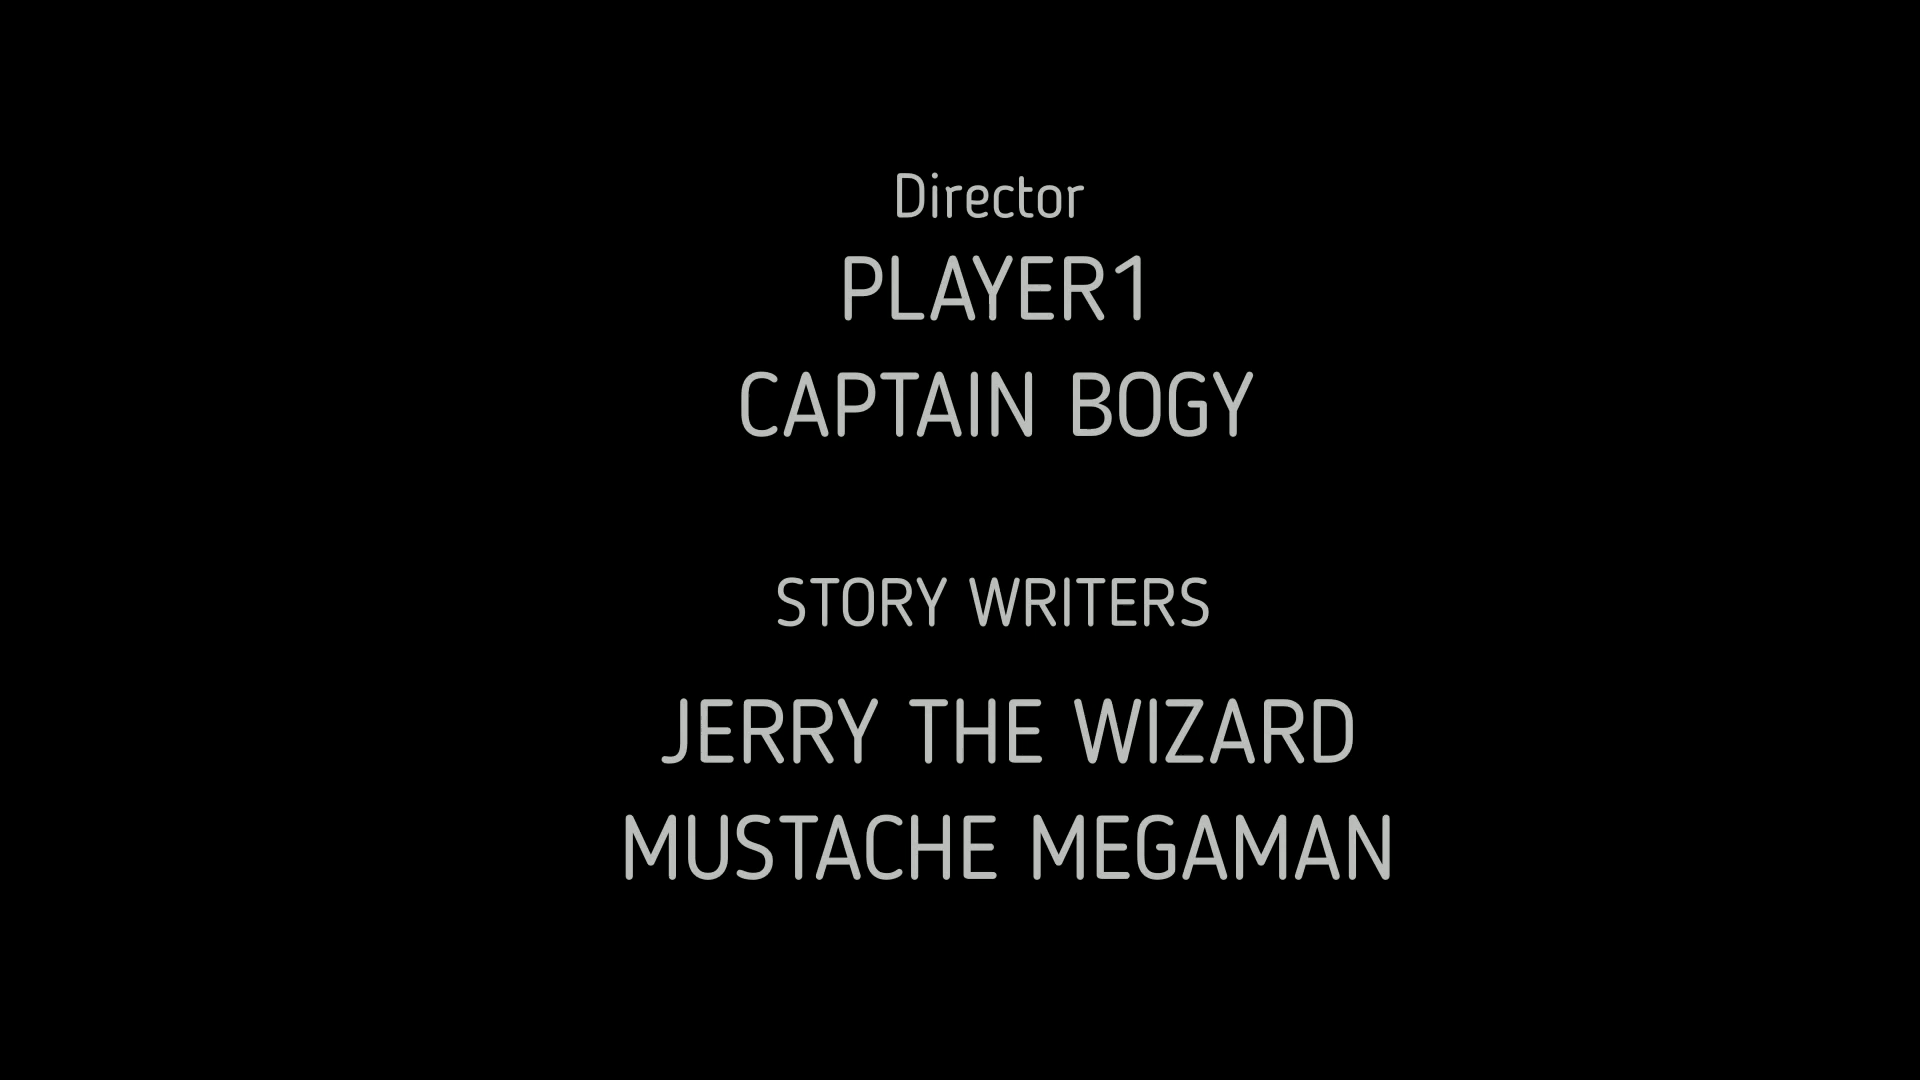 Director
PLAYER1
CAPTAIN BOGY
STORY WRITERS
JERRY THE WIZARD
MUSTACHE MEGAMAN